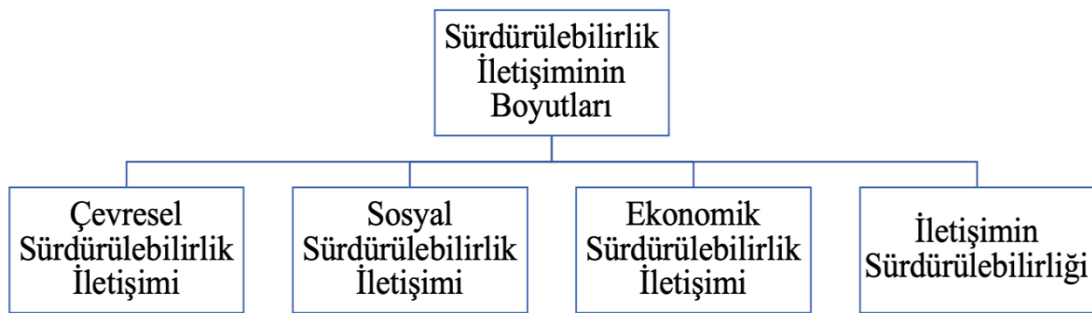 Sürdürülebilirlik
İletişiminin
Boyutları
Çevresel
Sürdürülebilirlik
İletişimi
Sosyal
Sürdürülebilirlik
İletişimi
Ekonomik
Sürdürülebilirlik
İletişimi
İletişimin
Sürdürülebilirliği